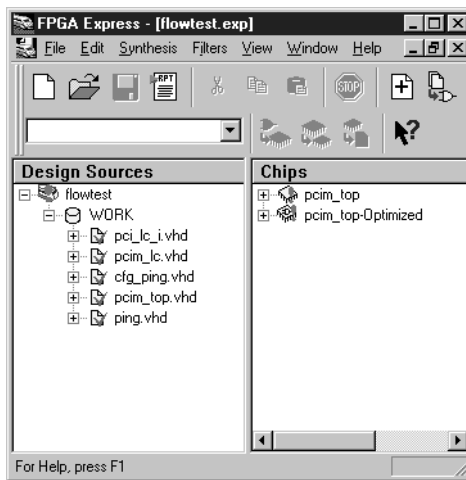 FPGA Express - [flowtest.exp]
File Edit Synthesis Filters View Window Help
RPT
STOP
Design Sources
flowtest
WORK
pci_lc_i.vhd
pcim_lc.vhd
cfg_ping.vhd
pcim_top.vhd
ping.vhd
Chips
pcim_top
pcim_top-Optimized
For Help, press F1